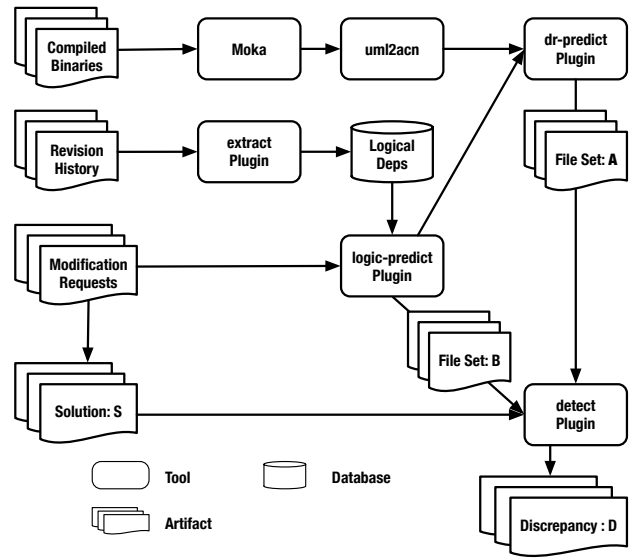 Compiled
Binaries
Moka
uml2acn
dr-predict
Plugin
Revision
History
extract
Plugin
Logical
Deps
File Set: A
Modification
Requests
logic-predict
Plugin
File Set: B
Solution: S
detect
Plugin
Tool
Database
Artifact
Discrepancy : D